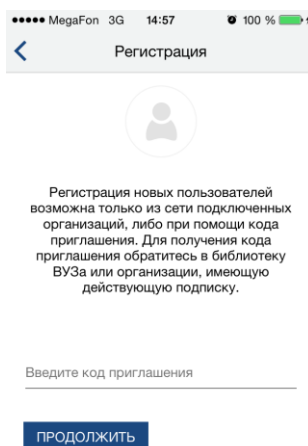 MegaFon 3G 14:57 100 %
Регистрация
Регистрация новых пользователей
возможна только из сети подключенных
организаций, либо при помощи кода
приглашения. Для получения кода
приглашения обратитесь в библиотеку
ВУЗа или организации, имеющую
действующую подписку.
Введите код приглашения
ПРОДОЛЖИТЬ